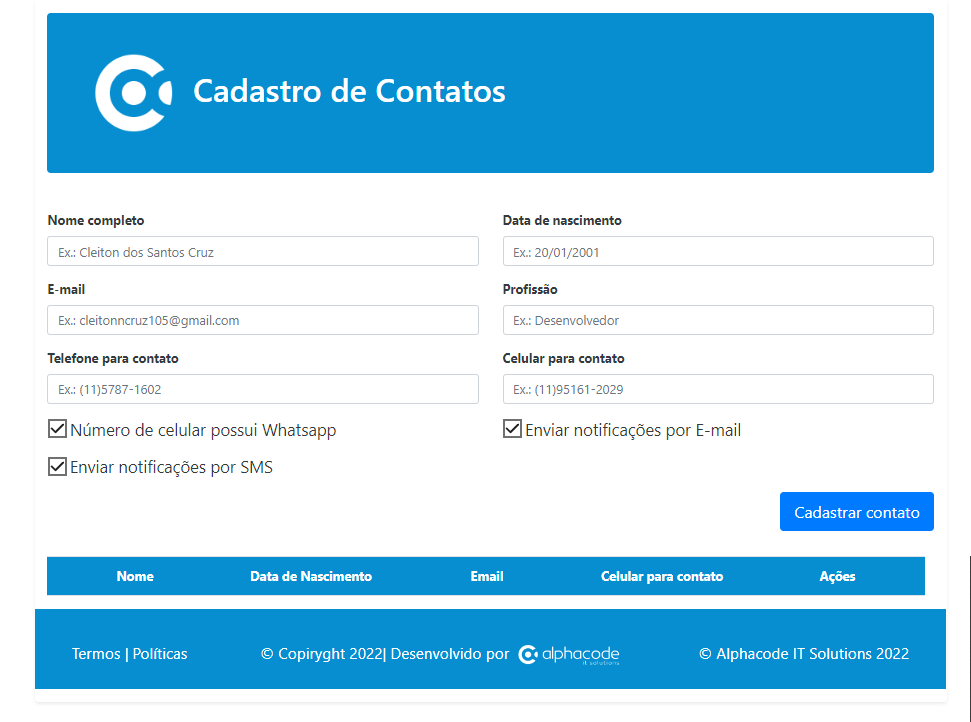 Cadastro de Contatos
Nome completo
Data de nascimento
Ex.: Cleiton dos Santos Cruz
Ex.: 20/01/2001
E-mail
Profissão
Ex.: cleitonncruz105@gmail.com
Ex.: Desenvolvedor
Telefone para contato
Celular para contato
Ex.: (11)5787-1602
Ex.: (11)95161-2029
Número de celular possui Whatsapp
Enviar notificações por E-mail
Enviar notificações por SMS
Cadastrar contato
Nome Data de Nascimento Email Celular para contato Ações
Termos | Políticas © Copiryght 2022| Desenvolvido por alphacode © Alphacode IT Solutions 2022
it solutions